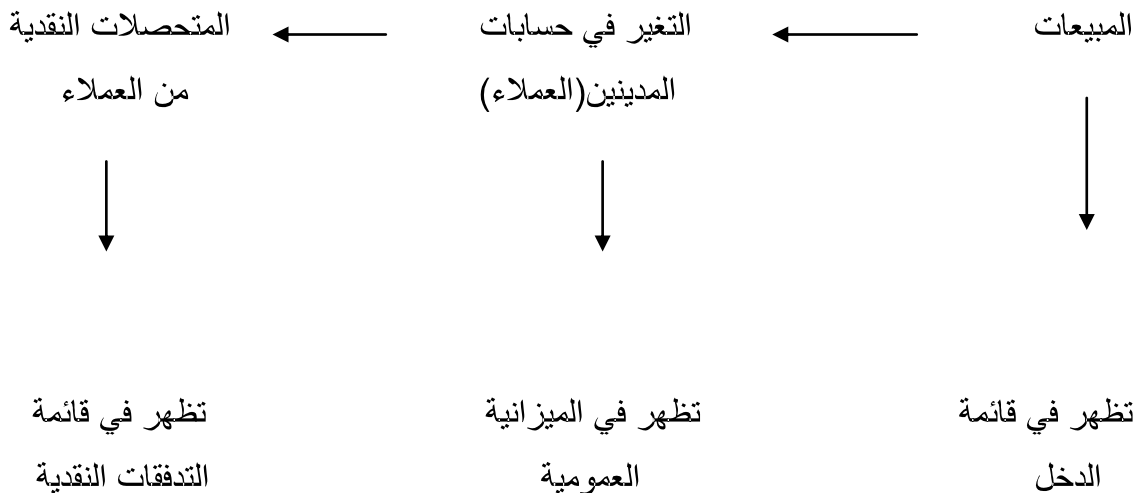 المبيعات
التغير في حسابات
المدينين(العملاء)
المتحصلات النقدية
من العملاء
تظهر في قائمة
الدخل
تظهر في الميزانية
العمومية
تظهر في قائمة
التدفقات النقدية